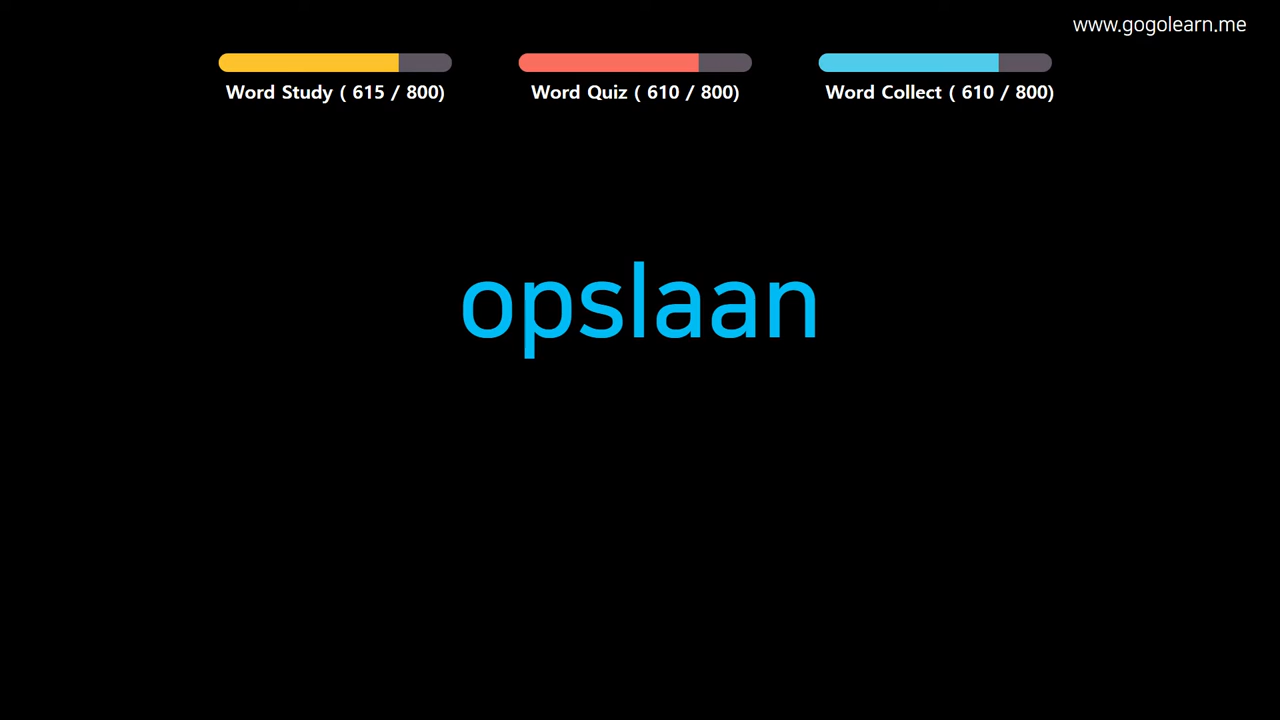 www.gogolearn.me
Word Study ( 615 / 800)
Word Quiz ( 610 / 800)
Word Collect ( 610 / 800)
opslaan